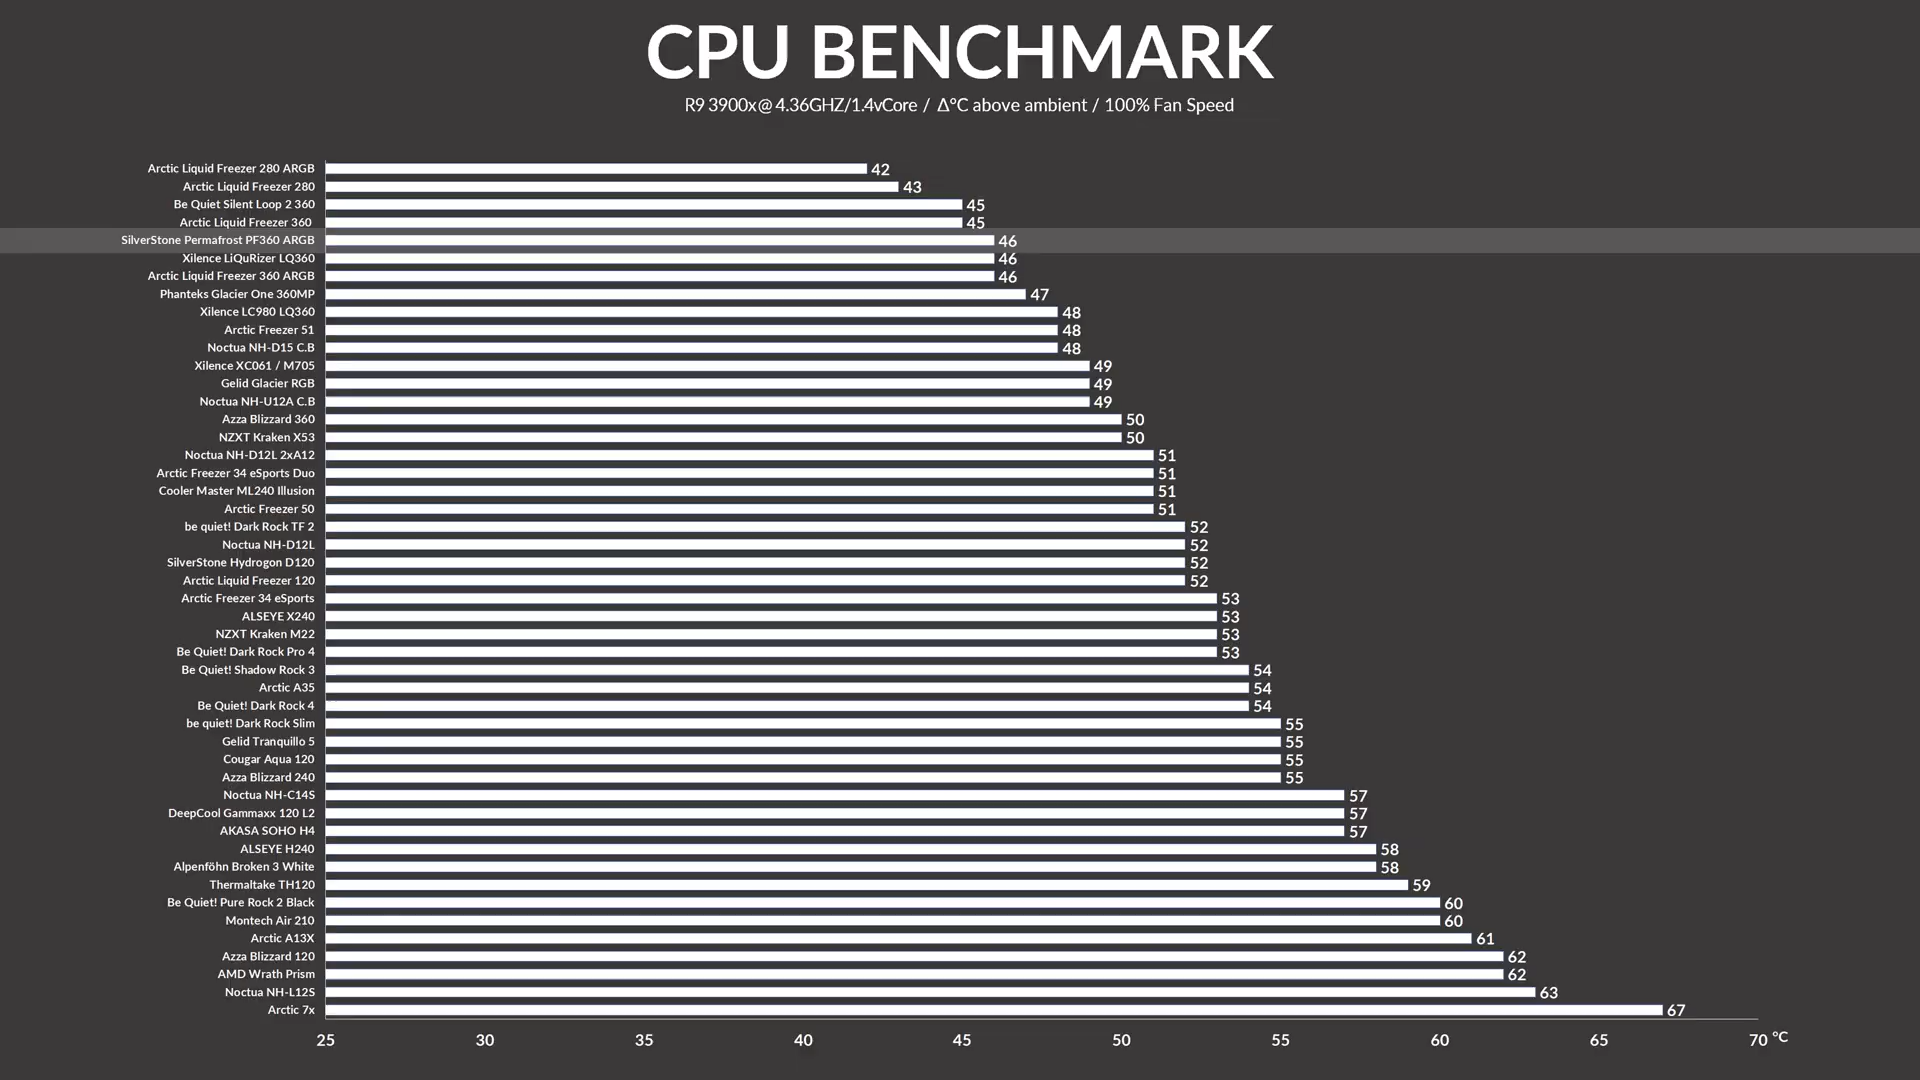 CPU BENCHMARK
R9 3900x@ 4.36GHZ/1.4vCore / Δ°C above ambient / 100% Fan Speed
Arctic Liquid Freezer 280 ARGB 42
Arctic Liquid Freezer 280 43
Be Quiet Silent Loop 2 360 45
Arctic Liquid Freezer 360 45
SilverStone Permafrost PF360 ARGB 46
Xilence LiQuRizer LQ360 46
Arctic Liquid Freezer 360 ARGB 46
Phanteks Glacier One 360MP 47
Xilence LC980 LQ360 48
Arctic Freezer 51 48
Noctua NH-D15 C.B 48
Xilence XC061 / M705 49
Gelid Glacier RGB 49
Noctua NH-U12A C.B 49
Azza Blizzard 360 50
NZXT Kraken X53 50
Noctua NH-D12L 2xA12 51
Arctic Freezer 34 eSports Duo 51
Cooler Master ML240 Illusion 51
Arctic Freezer 50 51
be quiet! Dark Rock TF 2 52
Noctua NH-D12L 52
SilverStone Hydrogon D120 52
Arctic Liquid Freezer 120 52
Arctic Freezer 34 eSports 53
ALSEYE X240 53
NZXT Kraken M22 53
Be Quiet! Dark Rock Pro 4 53
Be Quiet! Shadow Rock 3 54
Arctic A35 54
Be Quiet! Dark Rock 4 54
be quiet! Dark Rock Slim 55
Gelid Tranquillo 5 55
Cougar Aqua 120 55
Azza Blizzard 240 55
Noctua NH-C14S 57
DeepCool Gammaxx 120 L2 57
AKASA SOHO H4 57
ALSEYE H240 58
Alpenföhn Broken 3 White 58
Thermaltake TH120 59
Be Quiet! Pure Rock 2 Black 60
Montech Air 210 60
Arctic A13X 61
Azza Blizzard 120 62
AMD Wrath Prism 62
Noctua NH-L12S 63
Arctic 7x 67
25 30 35 40 45 50 55 60 65 70 °C